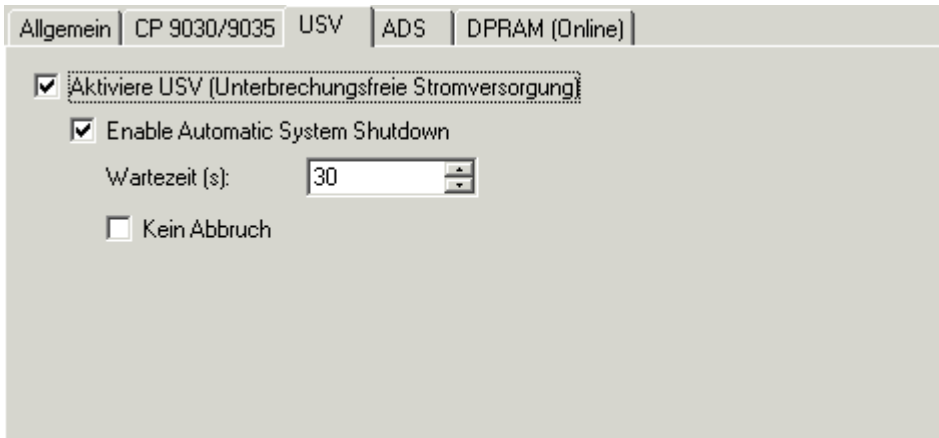 Allgemein CP 9030/9035 USV ADS DPRAM (Online)
Aktiviere USV (Unterbrechungsfreie Stromversorgung)
Enable Automatic System Shutdown
Wartezeit (s): 30
Kein Abbruch